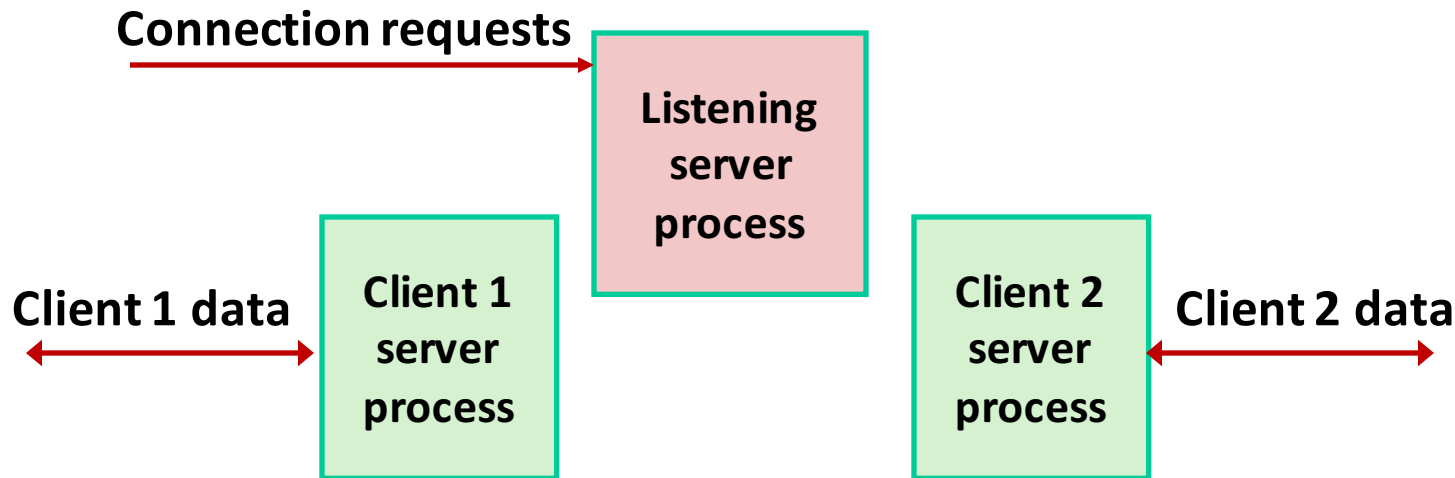 Connection requests
Listening
server
process
Client 1 data
Client 1
server
process
Client 2
server
process
Client 2 data